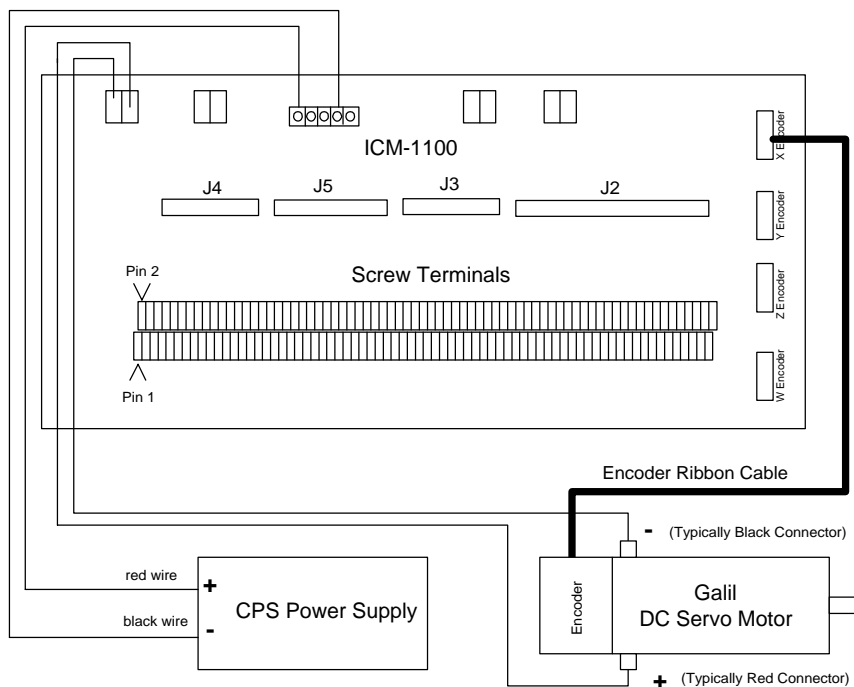 ICM-1100
X Encoder
J4
J5
J3
J2
Y Encoder
Pin 2
Screw Terminals
Z Encoder
Pin 1
W Encoder
Encoder Ribbon Cable
- (Typically Black Connector)
red wire
+
CPS Power Supply
black wire
-
Encoder
Galil
DC Servo Motor
+ (Typically Red Connector)